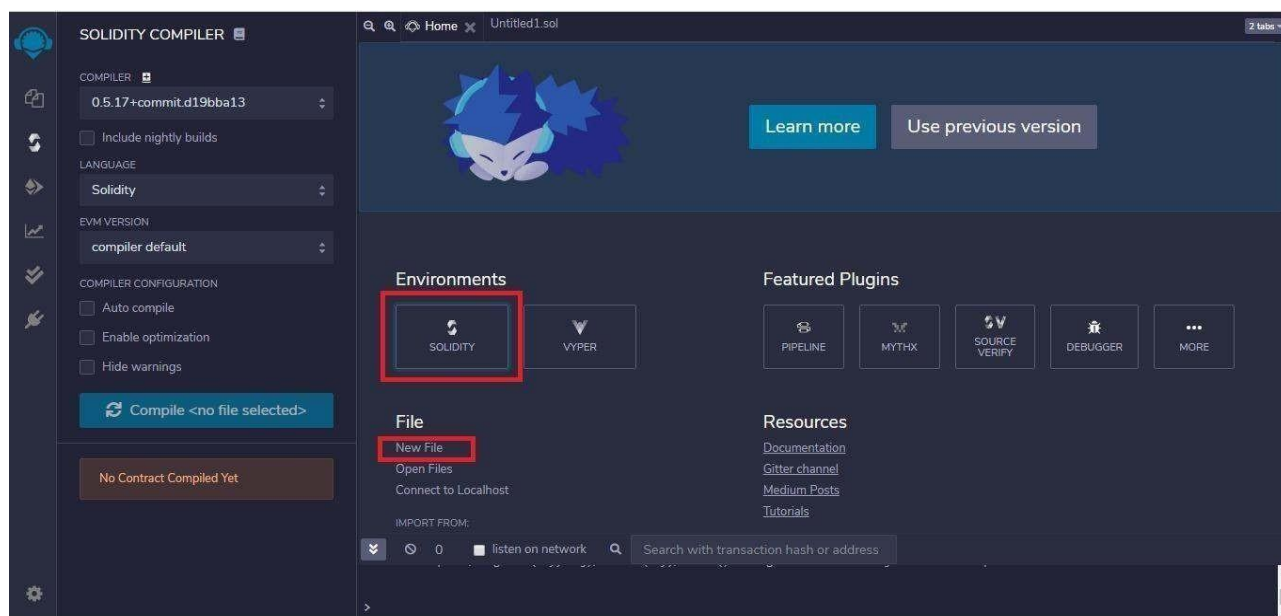 SOLIDITY COMPILER
COMPILER
0.5.17+commit.d19bba13
Include nightly builds
LANGUAGE
Solidity
EVM VERSION
compiler default
COMPILER CONFIGURATION
Auto compile
Enable optimization
Hide warnings
Compile <no file selected>
No Contract Compiled Yet
Home
Untitled1.sol
2 tabs
Learn more
Use previous version
Environments
SOLIDITY
VYPER
Featured Plugins
PIPELINE
MYTHX
SOURCE
VERIFY
DEBUGGER
MORE
File
New File
Open Files
Connect to Localhost
IMPORT FROM:
Resources
Documentation
Gitter channel
Medium Posts
Tutorials
0
listen on network
Search with transaction hash or address
>